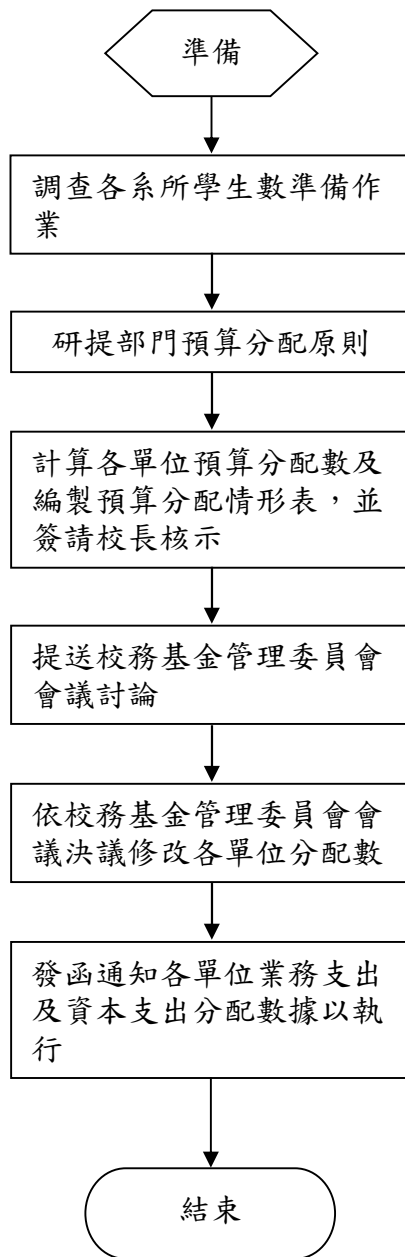 準備
調查各系所學生數準備作
業
研提部門預算分配原則
計算各單位預算分配數及
編製預算分配情形表，並
簽請校長核示
提送校務基金管理委員會
會議討論
依校務基金管理委員會會
議決議修改各單位分配數
發函通知各單位業務支出
及資本支出分配數據以執
行
結束